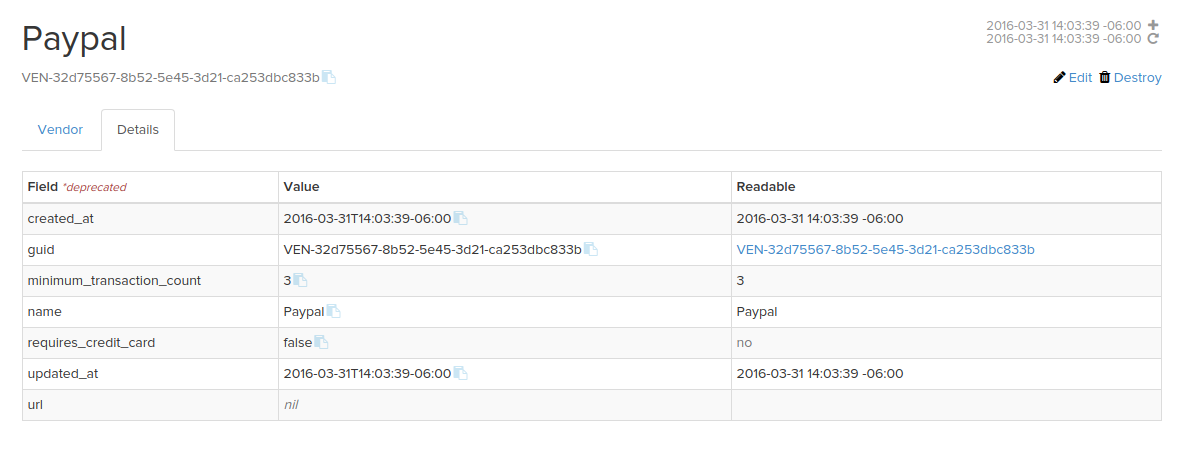 Paypal
2016-03-31 14:03:39 -06:00
2016-03-31 14:03:39 -06:00
VEN-32d75567-8b52-5e45-3d21-ca253dbc833b
Edit Destroy
Vendor Details
Field *deprecated Value Readable
created_at 2016-03-31T14:03:39-06:00 2016-03-31 14:03:39 -06:00
guid VEN-32d75567-8b52-5e45-3d21-ca253dbc833b VEN-32d75567-8b52-5e45-3d21-ca253dbc833b
minimum_transaction_count 3 3
name Paypal Paypal
requires_credit_card false no
updated_at 2016-03-31T14:03:39-06:00 2016-03-31 14:03:39 -06:00
url nil